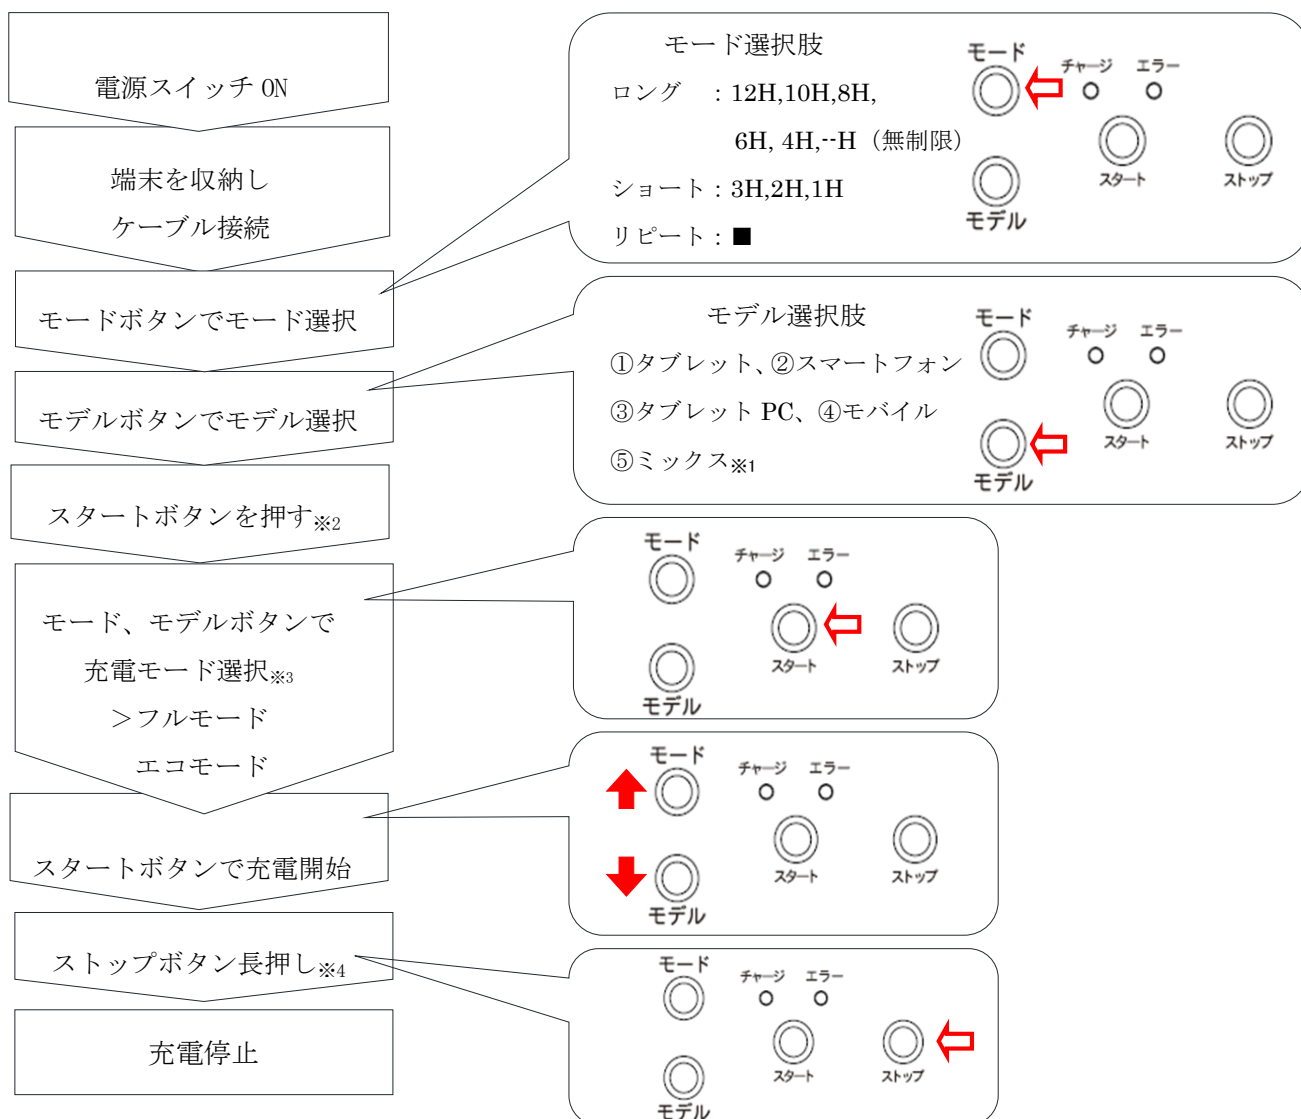 電源スイッチ ON
端末を収納し
ケーブル接続
モードボタンでモード選択
モデルボタンでモデル選択
スタートボタンを押す※2
モード、モデルボタンで
充電モード選択※3
＞フルモード
エコモード
スタートボタンで充電開始
ストップボタン長押し※4
充電停止
モード選択肢
ロング ：12H,10H,8H,
6H, 4H,--H（無制限）
ショート：3H,2H,1H
リピート：■
モード
チャージ エラー
スタート ストップ
モデル
モデル選択肢
①タブレット、②スマートフォン
③タブレット PC、④モバイル
⑤ミックス※1
モード
チャージ エラー
スタート ストップ
モデル
モード
チャージ エラー
スタート ストップ
モデル
モード
チャージ エラー
スタート ストップ
モデル
モード
チャージ エラー
スタート ストップ
モデル